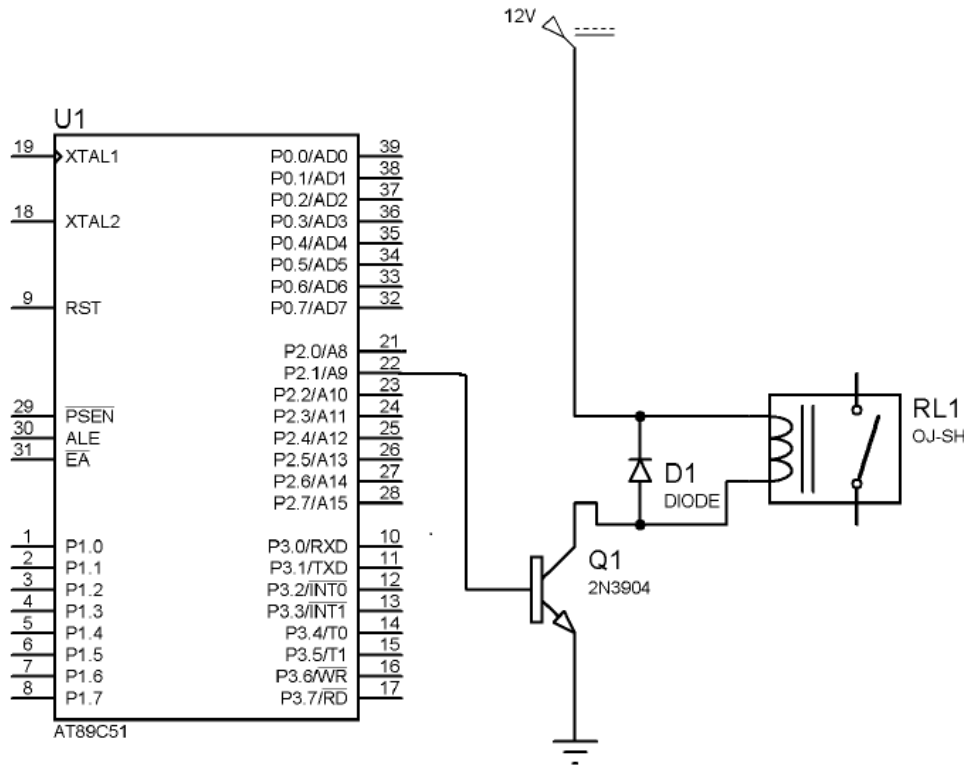 12V
U1
19 XTAL1 P0.0/AD0 39
P0.1/AD1 38
P0.2/AD2 37
18 XTAL2 P0.3/AD3 36
P0.4/AD4 35
P0.5/AD5 34
P0.6/AD6 33
9 RST P0.7/AD7 32
P2.0/A8 21
P2.1/A9 22
P2.2/A10 23
29 PSEN P2.3/A11 24
30 ALE P2.4/A12 25
31 EA P2.5/A13 26
P2.6/A14 27
P2.7/A15 28
1 P1.0 P3.0/RXD 10
2 P1.1 P3.1/TXD 11
3 P1.2 P3.2/INT0 12
4 P1.3 P3.3/INT1 13
5 P1.4 P3.4/T0 14
6 P1.5 P3.5/T1 15
7 P1.6 P3.6/WR 16
8 P1.7 P3.7/RD 17
AT89C51
RL1
OJ-SH
D1
DIODE
Q1
2N3904